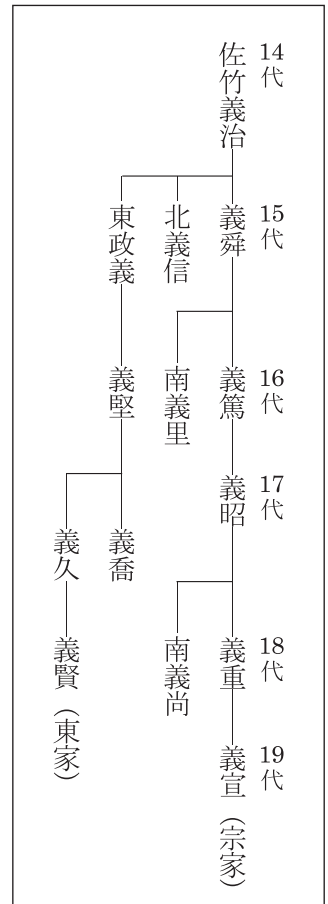 14代
佐竹義治
15代
義舜
北義信
東政義
16代
義篤
南義里
義堅
17代
義昭
義喬
義久
18代
義重
南義尚
義賢（東家）
19代
義宣（宗家）